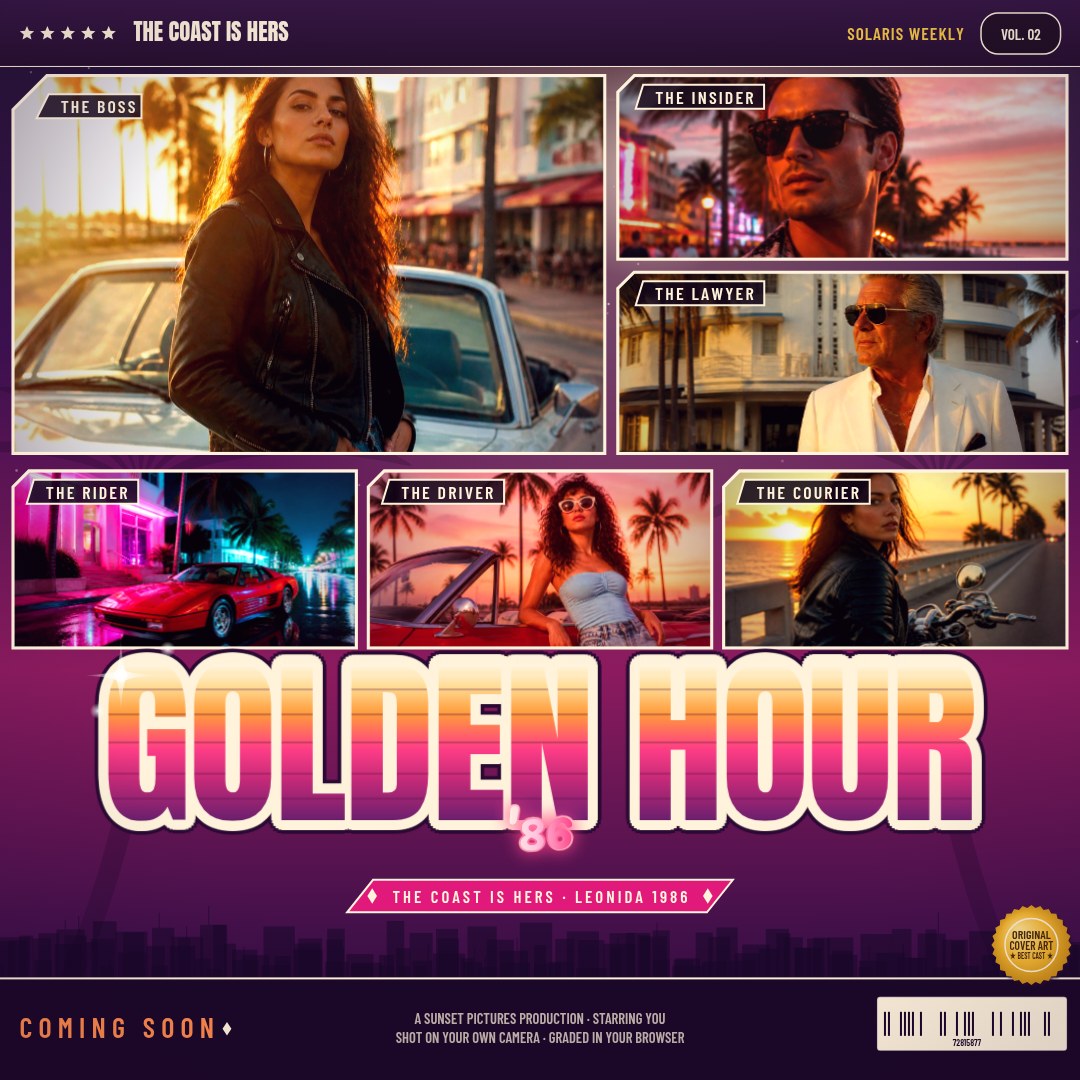 ★★★★★ THE COAST IS HERS
SOLARIS WEEKLY
VOL. 02
THE BOSS
THE INSIDER
THE LAWYER
THE RIDER
THE DRIVER
THE COURIER
GOLDEN HOUR
'86
THE COAST IS HERS · LEONIDA 1986
ORIGINAL
COVER ART
★ BEST CAST ★
COMING SOON
A SUNSET PICTURES PRODUCTION · STARRING YOU
SHOT ON YOUR OWN CAMERA · GRADED IN YOUR BROWSER
72815877